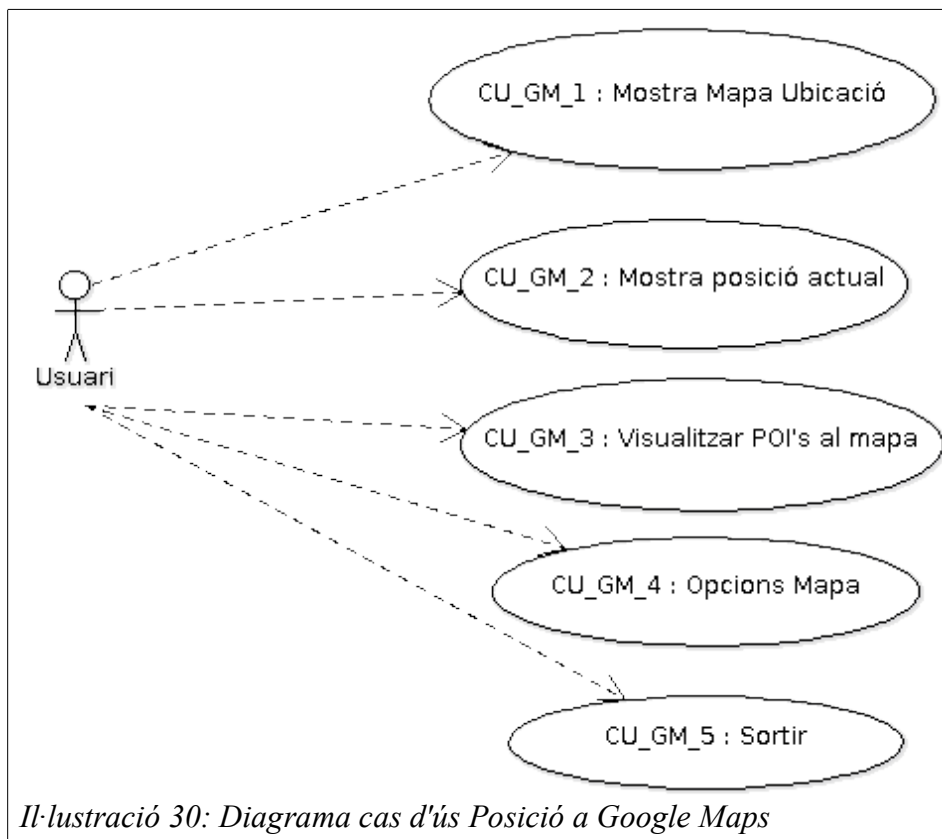 CU_GM_1 : Mostra Mapa Ubicació
CU_GM_2 : Mostra posició actual
Usuari
CU_GM_3 : Visualitzar POI's al mapa
CU_GM_4 : Opcions Mapa
CU_GM_5 : Sortir
Il·lustració 30: Diagrama cas d'ús Posició a Google Maps